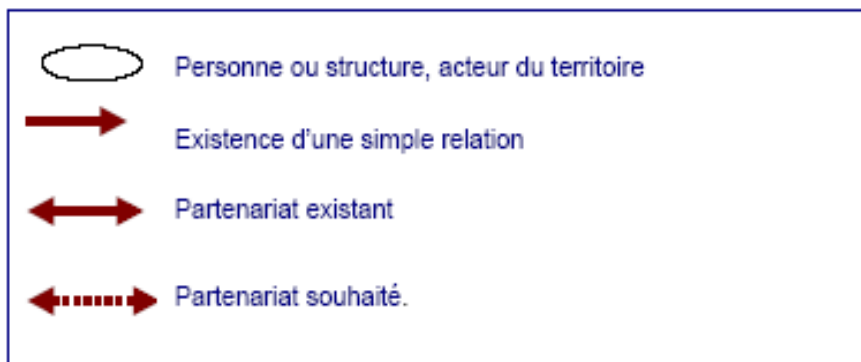 Personne ou structure, acteur du territoire
Existence d'une simple relation
Partenariat existant
Partenariat souhaité.